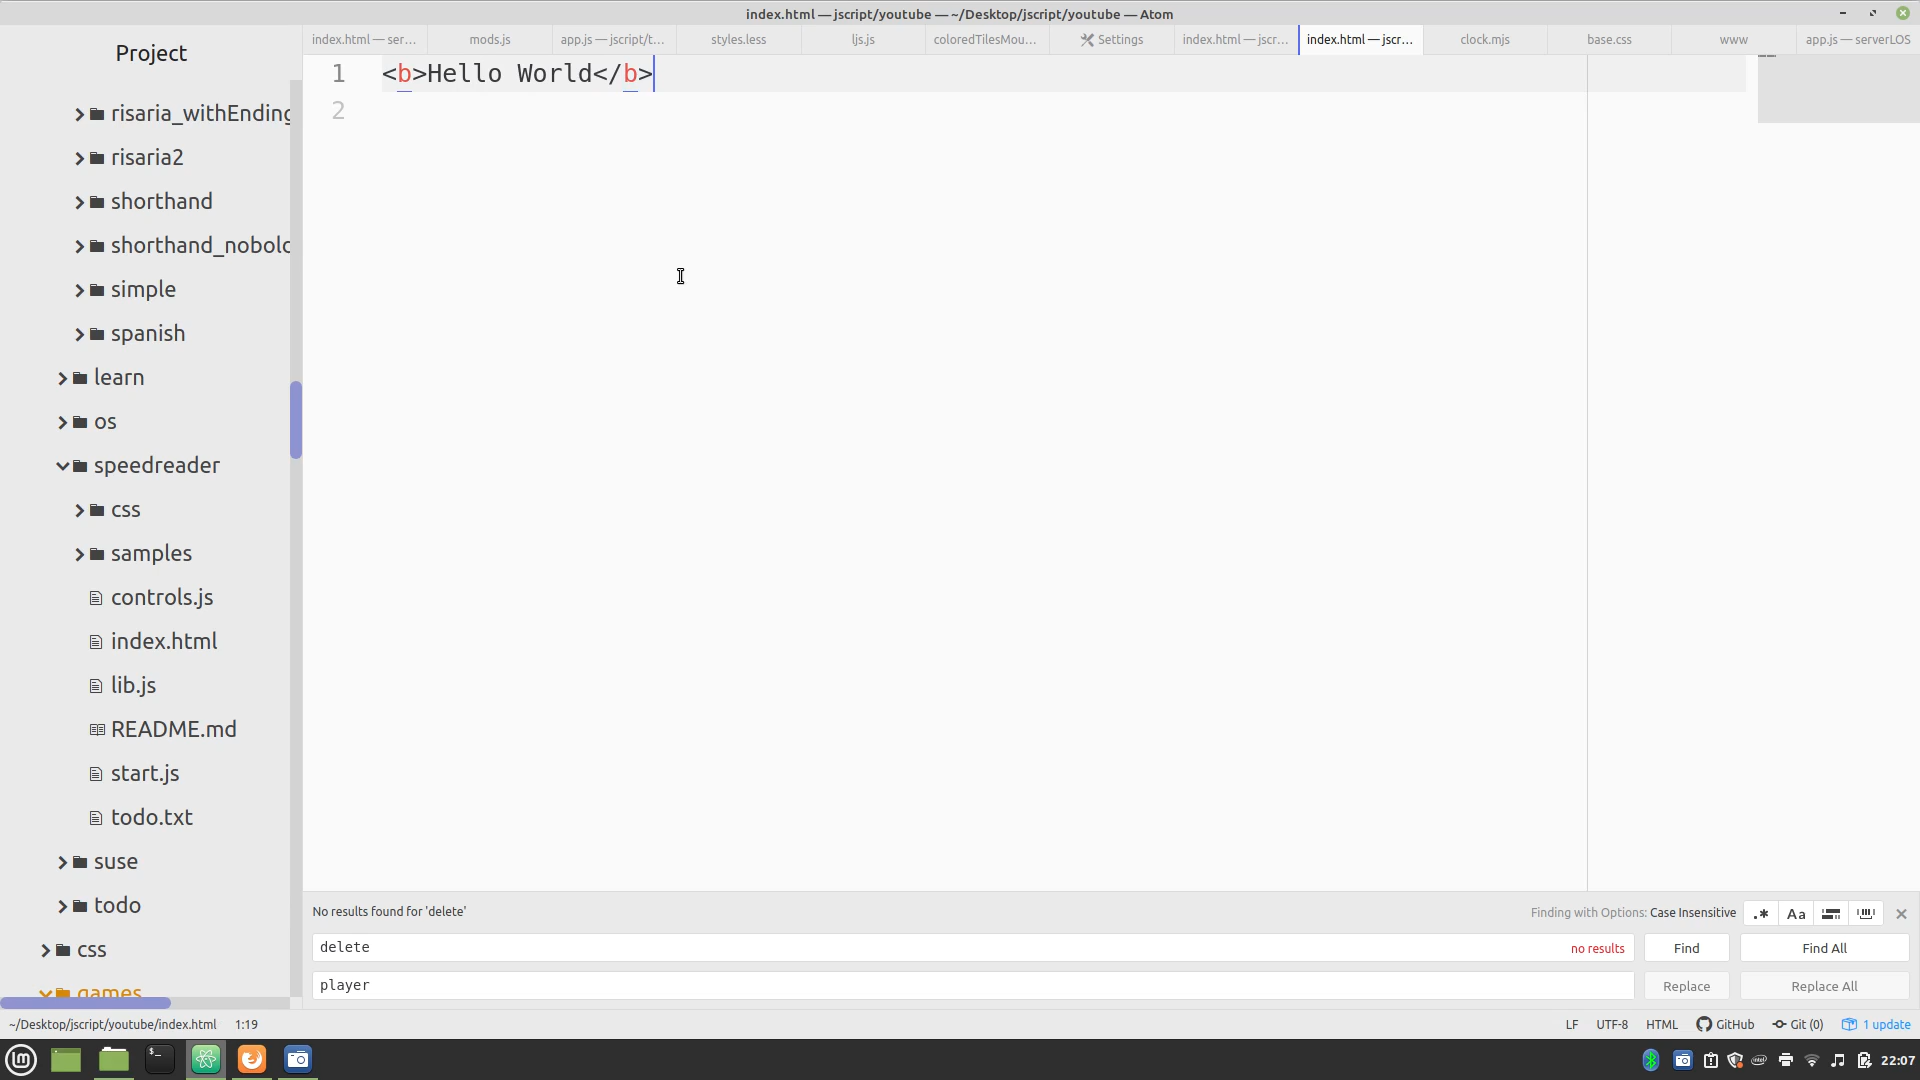 index.html — jscript/youtube — ~/Desktop/jscript/youtube — Atom
index.html — ser...
mods.js
app.js — jscript/t...
styles.less
ljs.js
coloredTilesMou...
Settings
index.html — jscr...
index.html — jscr...
clock.mjs
base.css
www
app.js — serverLOS
Project
risaria_withEnding
risaria2
shorthand
shorthand_nobold
simple
spanish
learn
os
speedreader
css
samples
controls.js
index.html
lib.js
README.md
start.js
todo.txt
suse
todo
css
games
1 <b>Hello World</b>
2
No results found for 'delete'
Finding with Options: Case Insensitive
.*
Aa
delete
no results
Find
Find All
player
Replace
Replace All
~/Desktop/jscript/youtube/index.html 1:19
LF UTF-8 HTML GitHub Git (0) 1 update
22:07